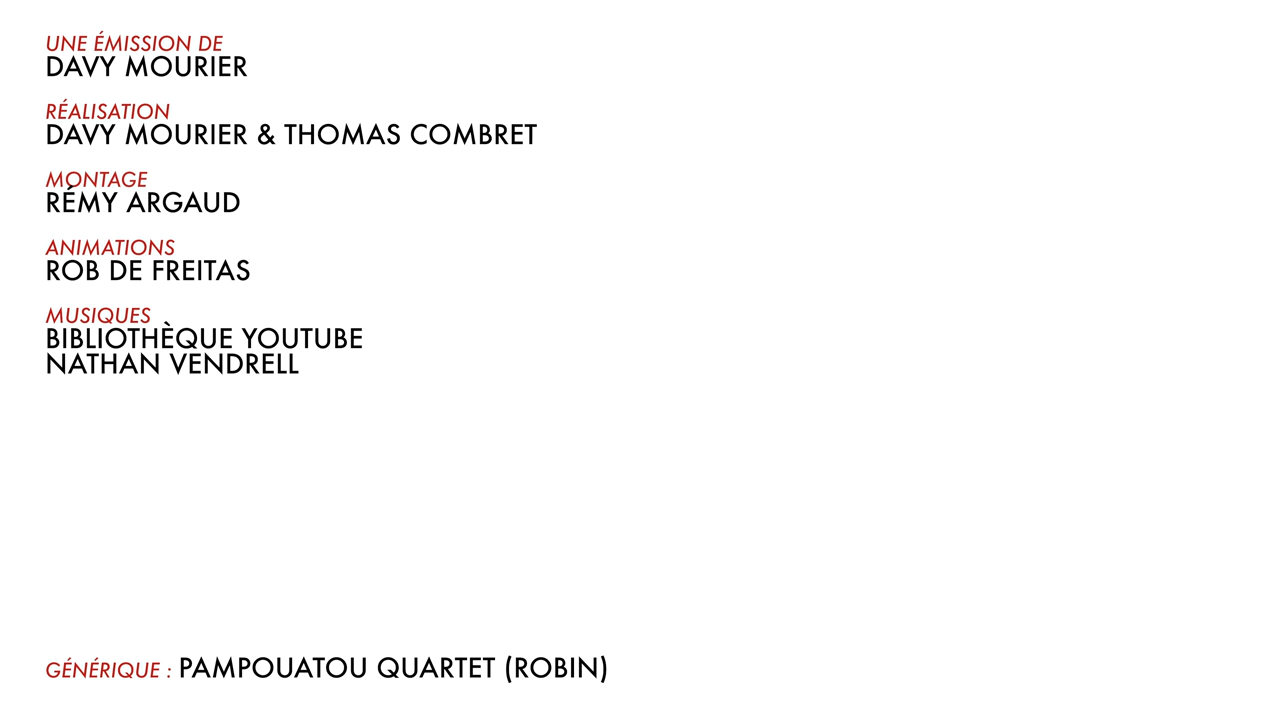 UNE ÉMISSION DE
DAVY MOURIER
RÉALISATION
DAVY MOURIER & THOMAS COMBRET
MONTAGE
RÉMY ARGAUD
ANIMATIONS
ROB DE FREITAS
MUSIQUES
BIBLIOTHÈQUE YOUTUBE
NATHAN VENDRELL
GÉNÉRIQUE : PAMPOUATOU QUARTET (ROBIN)